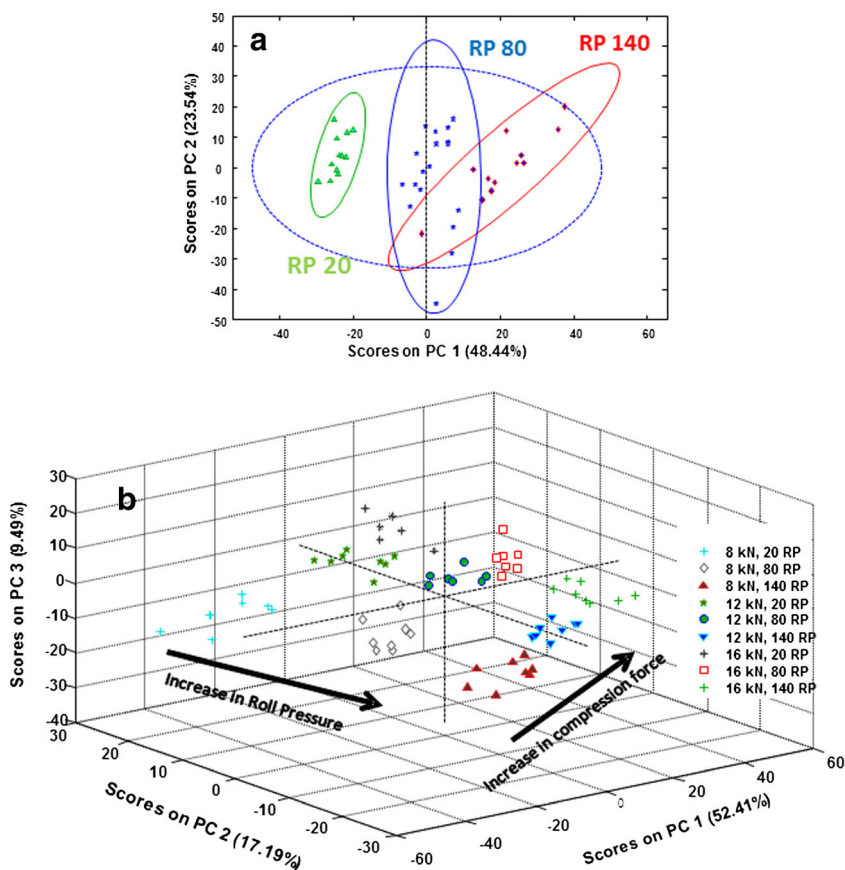 a
RP 80
RP 140
RP 20
50
40
30
20
10
0
-10
-20
-30
-40
-50
-40
-20
0
20
40
60
Scores on PC 2 (23.54%)
Scores on PC 1 (48.44%)
b
30
20
10
0
-10
-20
-30
-40
Scores on PC 3 (9.49%)
30
20
10
0
-10
-20
-30
Scores on PC 2 (17.19%)
-60
-40
-20
0
20
40
60
Scores on PC 1 (52.41%)
Increase in Roll Pressure
Increase in compression force
8 kN, 20 RP
8 kN, 80 RP
8 kN, 140 RP
12 kN, 20 RP
12 kN, 80 RP
12 kN, 140 RP
16 kN, 20 RP
16 kN, 80 RP
16 kN, 140 RP